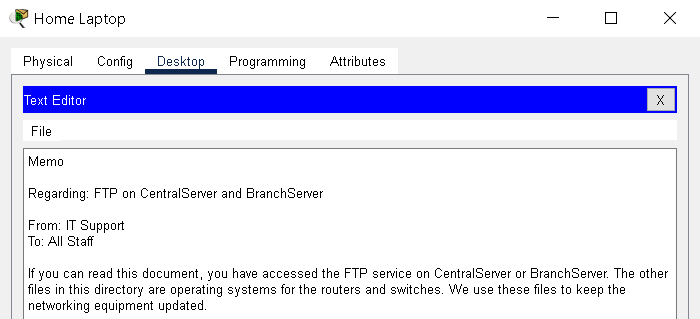 Home Laptop
Physical Config Desktop Programming Attributes
Text Editor X
File
Memo
Regarding: FTP on CentralServer and BranchServer
From: IT Support
To: All Staff
If you can read this document, you have accessed the FTP service on CentralServer or BranchServer. The other
files in this directory are operating systems for the routers and switches. We use these files to keep the
networking equipment updated.